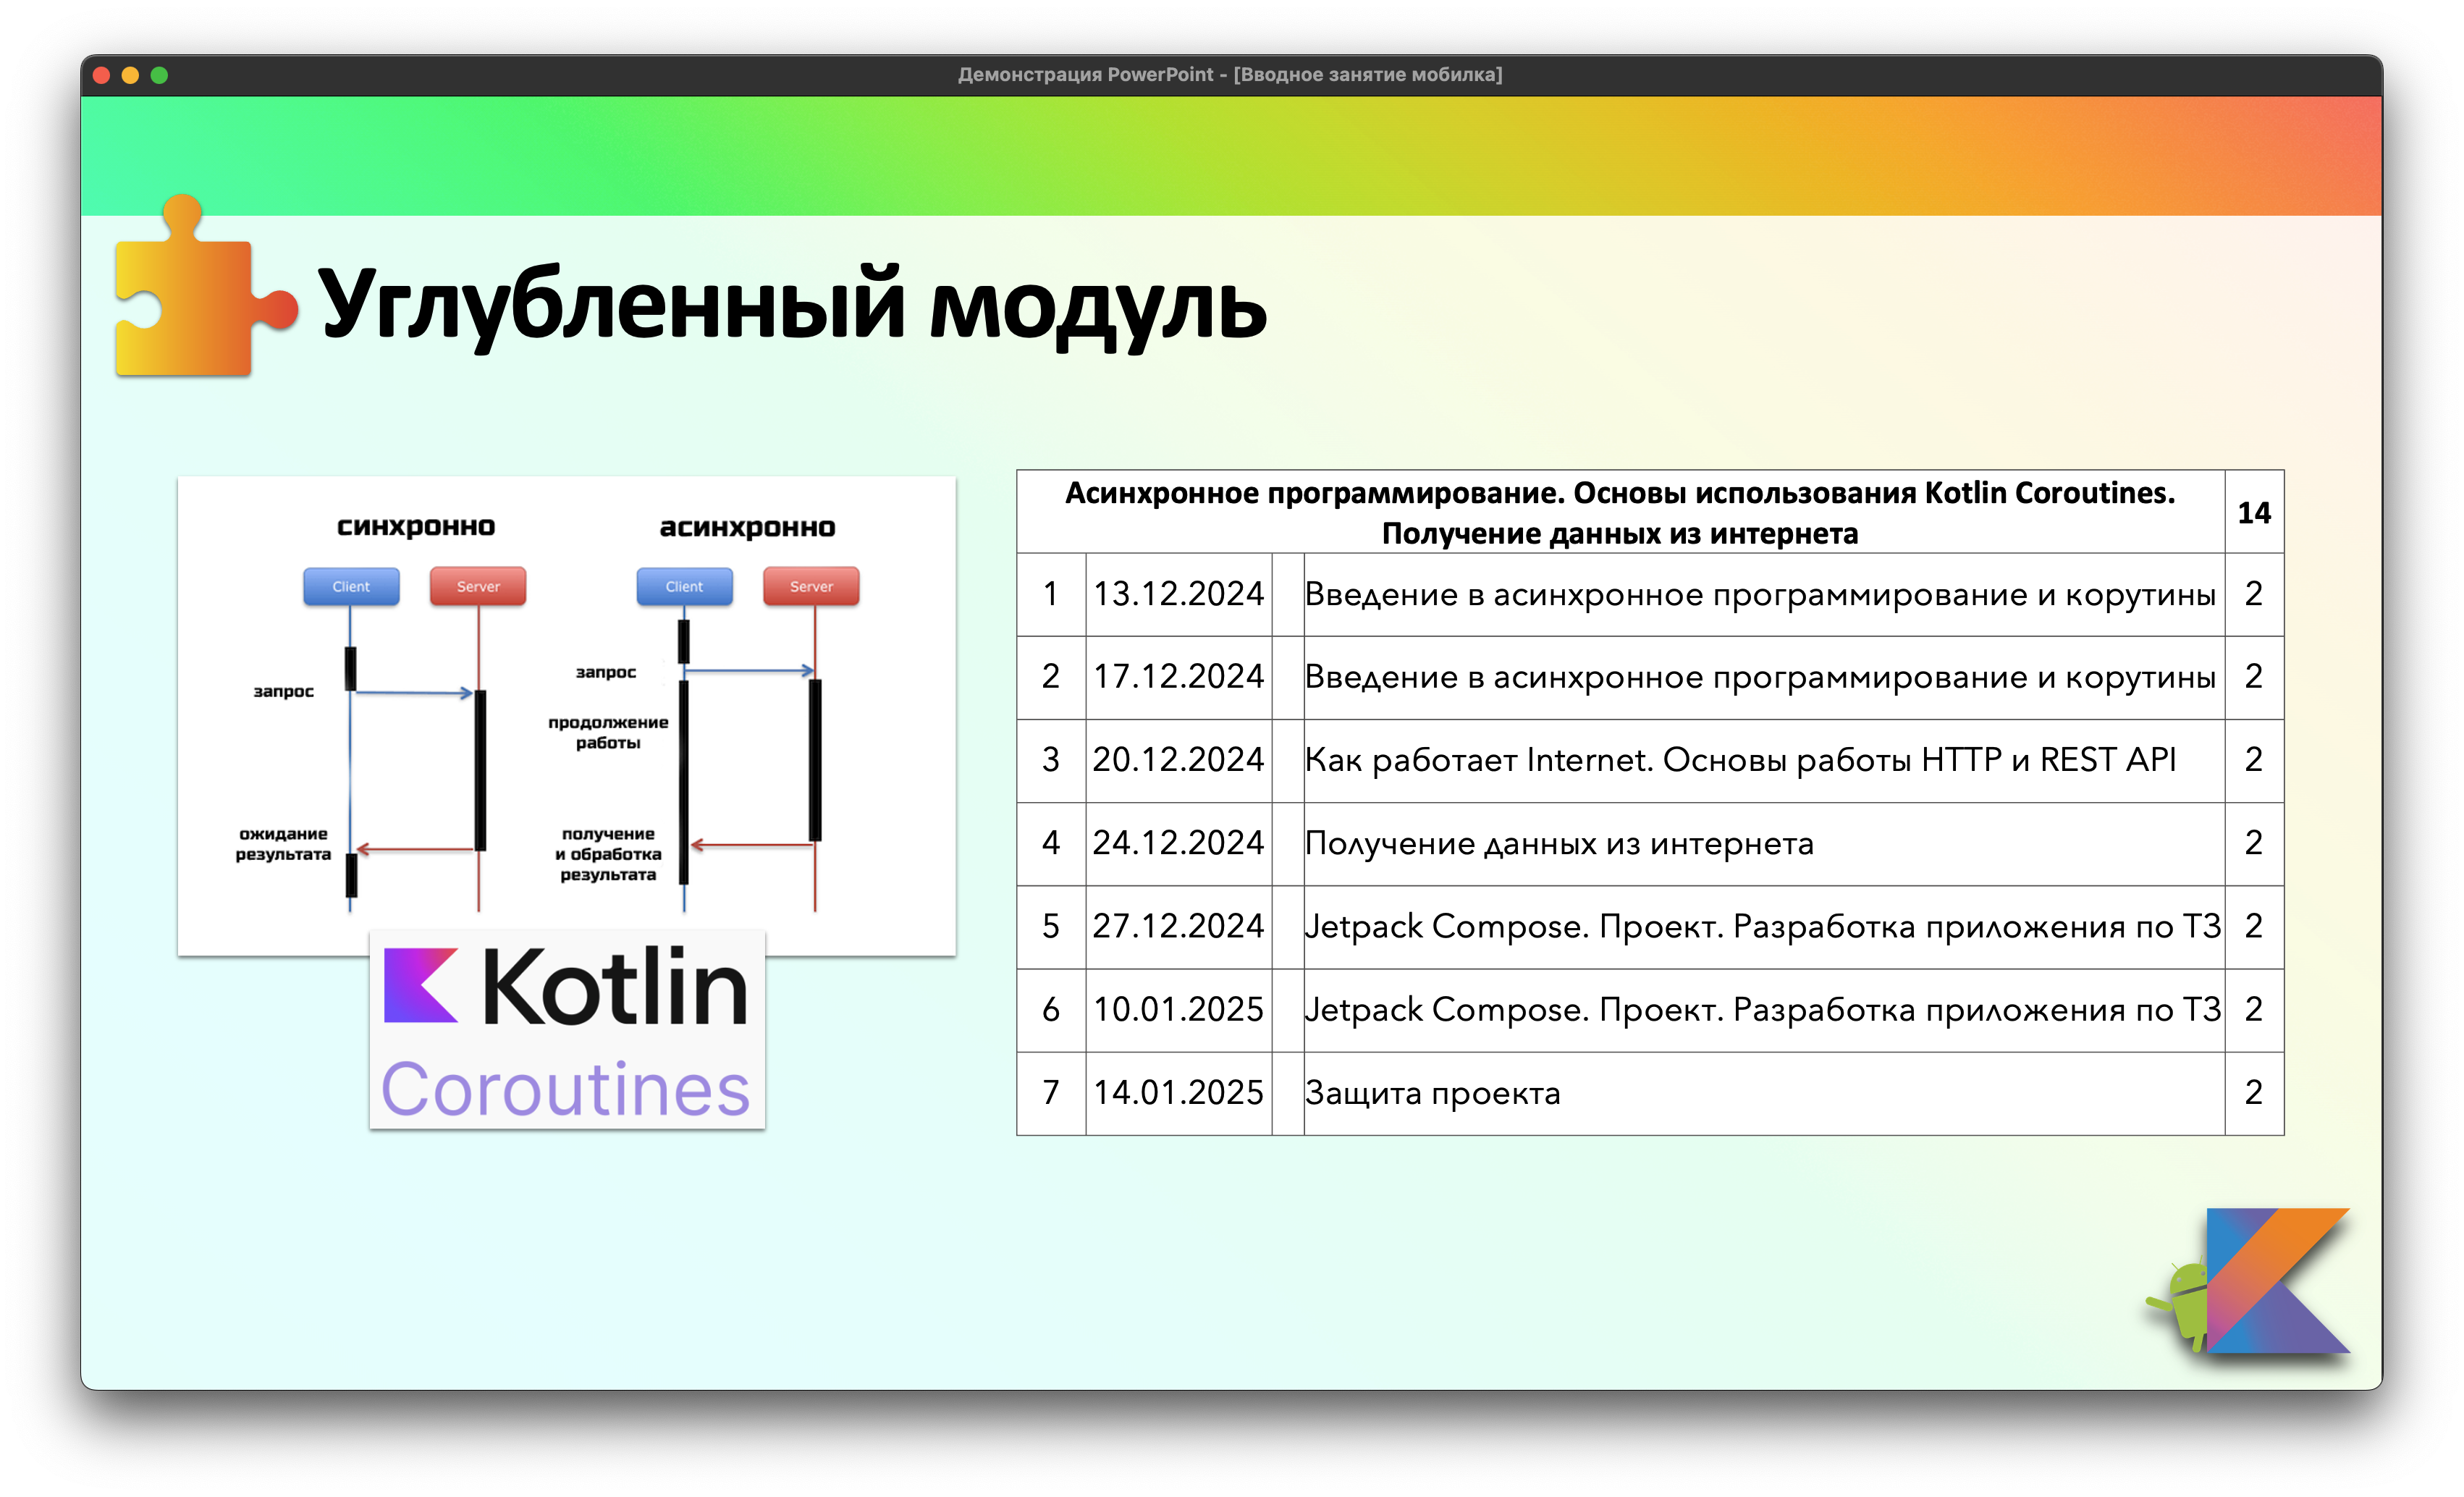 Демонстрация PowerPoint - [Вводное занятие мобилка]
Углубленный модуль
синхронно
асинхронно
Client
Server
Client
Server
запрос
ожидание
результата
запрос
продолжение
работы
получение
и обработка
результата
Kotlin
Coroutines
Асинхронное программирование. Основы использования Kotlin Coroutines.
Получение данных из интернета
14
1 13.12.2024 Введение в асинхронное программирование и корутины 2
2 17.12.2024 Введение в асинхронное программирование и корутины 2
3 20.12.2024 Как работает Internet. Основы работы HTTP и REST API 2
4 24.12.2024 Получение данных из интернета 2
5 27.12.2024 Jetpack Compose. Проект. Разработка приложения по ТЗ 2
6 10.01.2025 Jetpack Compose. Проект. Разработка приложения по ТЗ 2
7 14.01.2025 Защита проекта 2